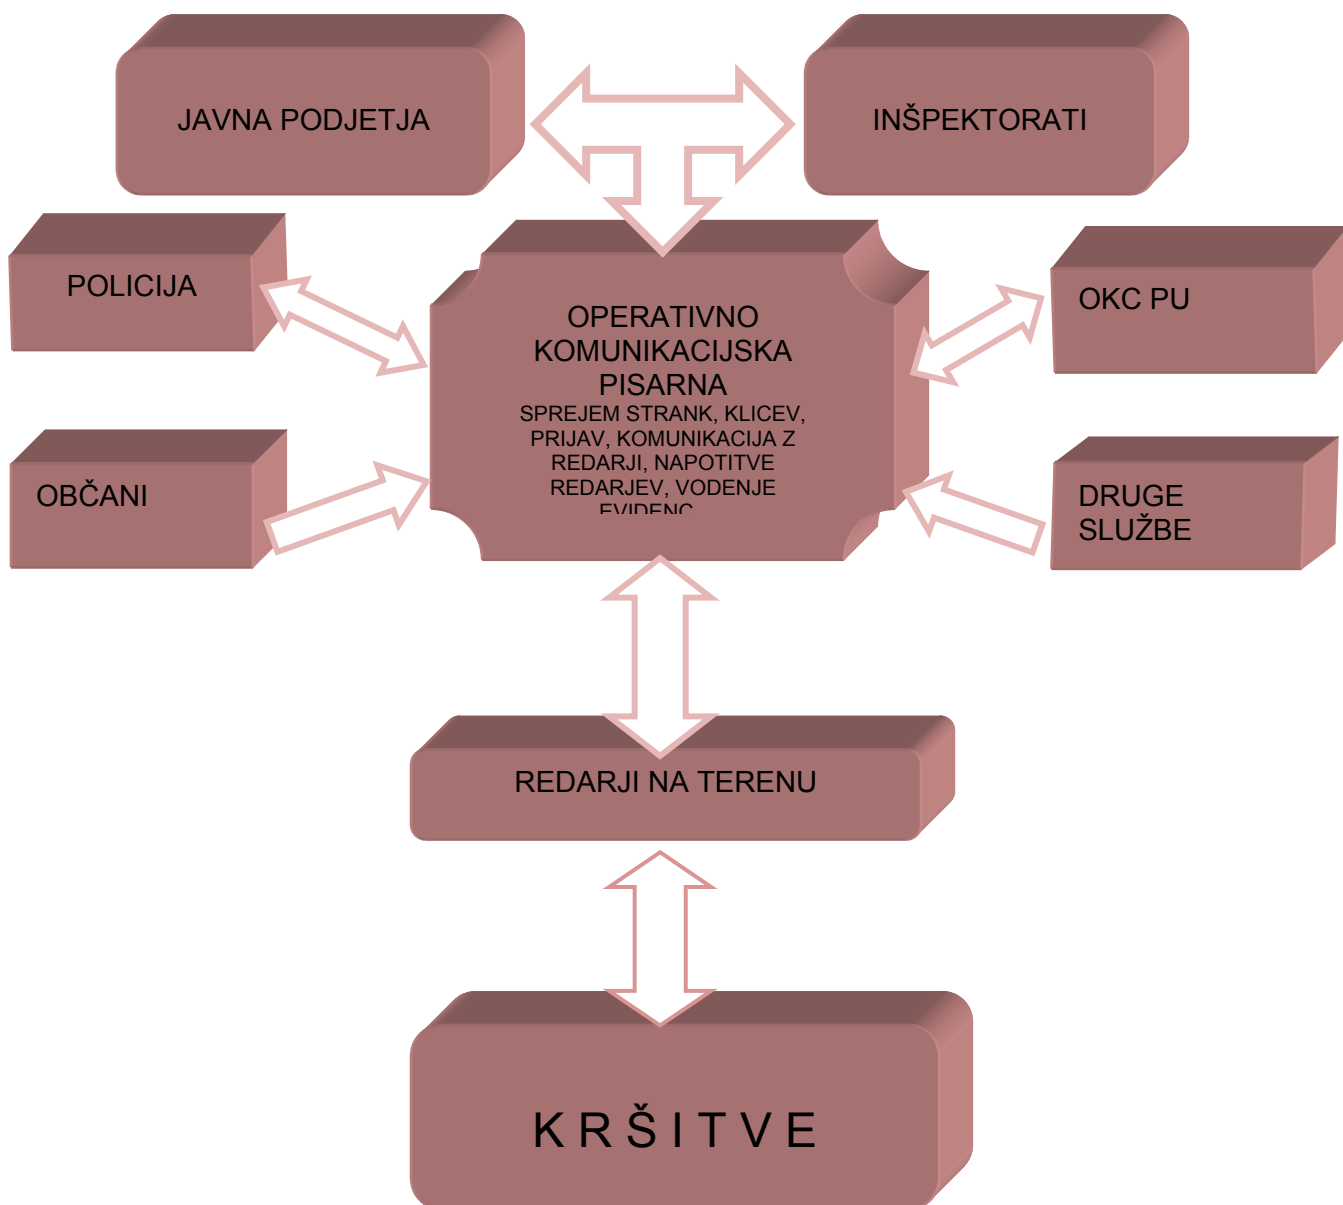 JAVNA PODJETJA
INŠPEKTORATI
POLICIJA
OPERATIVNO
KOMUNIKACIJSKA
PISARNA
SPREJEM STRANK, KLICEV,
PRIJAV, KOMUNIKACIJA Z
REDARJI, NAPOTITVE
REDARJEV, VODENJE
EVIDENC
OKC PU
OBČANI
DRUGE
SLUŽBE
REDARJI NA TERENU
K R Š I T V E